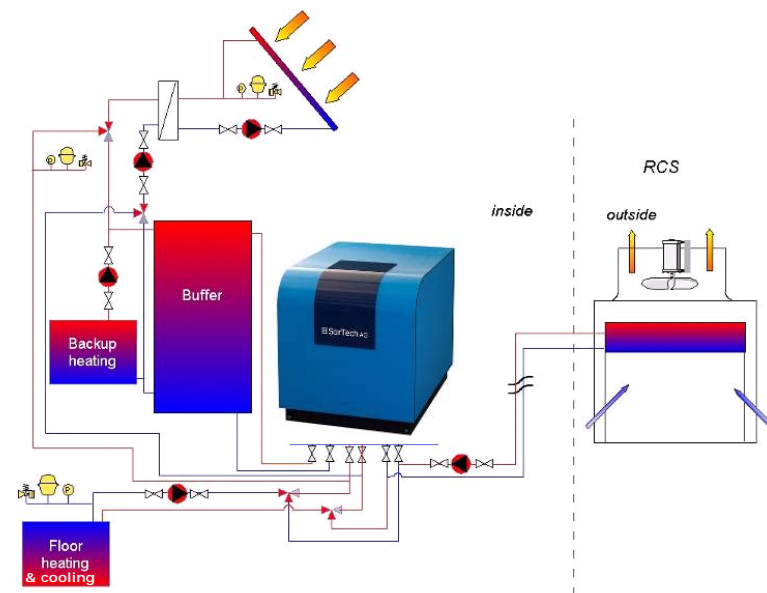 RCS
inside
outside
Buffer
SorTech AG
Backup
heating
P
P
P
Floor
heating
& cooling